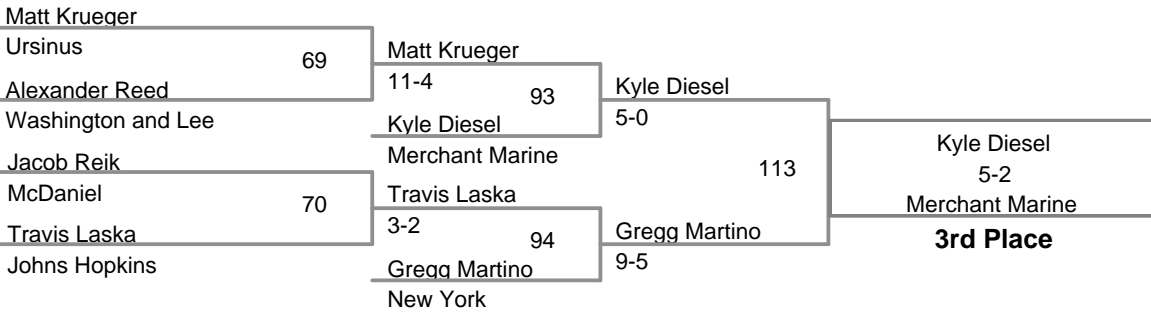 Matt Krueger
Ursinus
69
Alexander Reed
Washington and Lee
Matt Krueger
11-4
93
Kyle Diesel
Merchant Marine
Kyle Diesel
5-0
Jacob Reik
McDaniel
70
Travis Laska
Johns Hopkins
Travis Laska
3-2
94
Gregg Martino
New York
Gregg Martino
9-5
113
Kyle Diesel
5-2
Merchant Marine
3rd Place